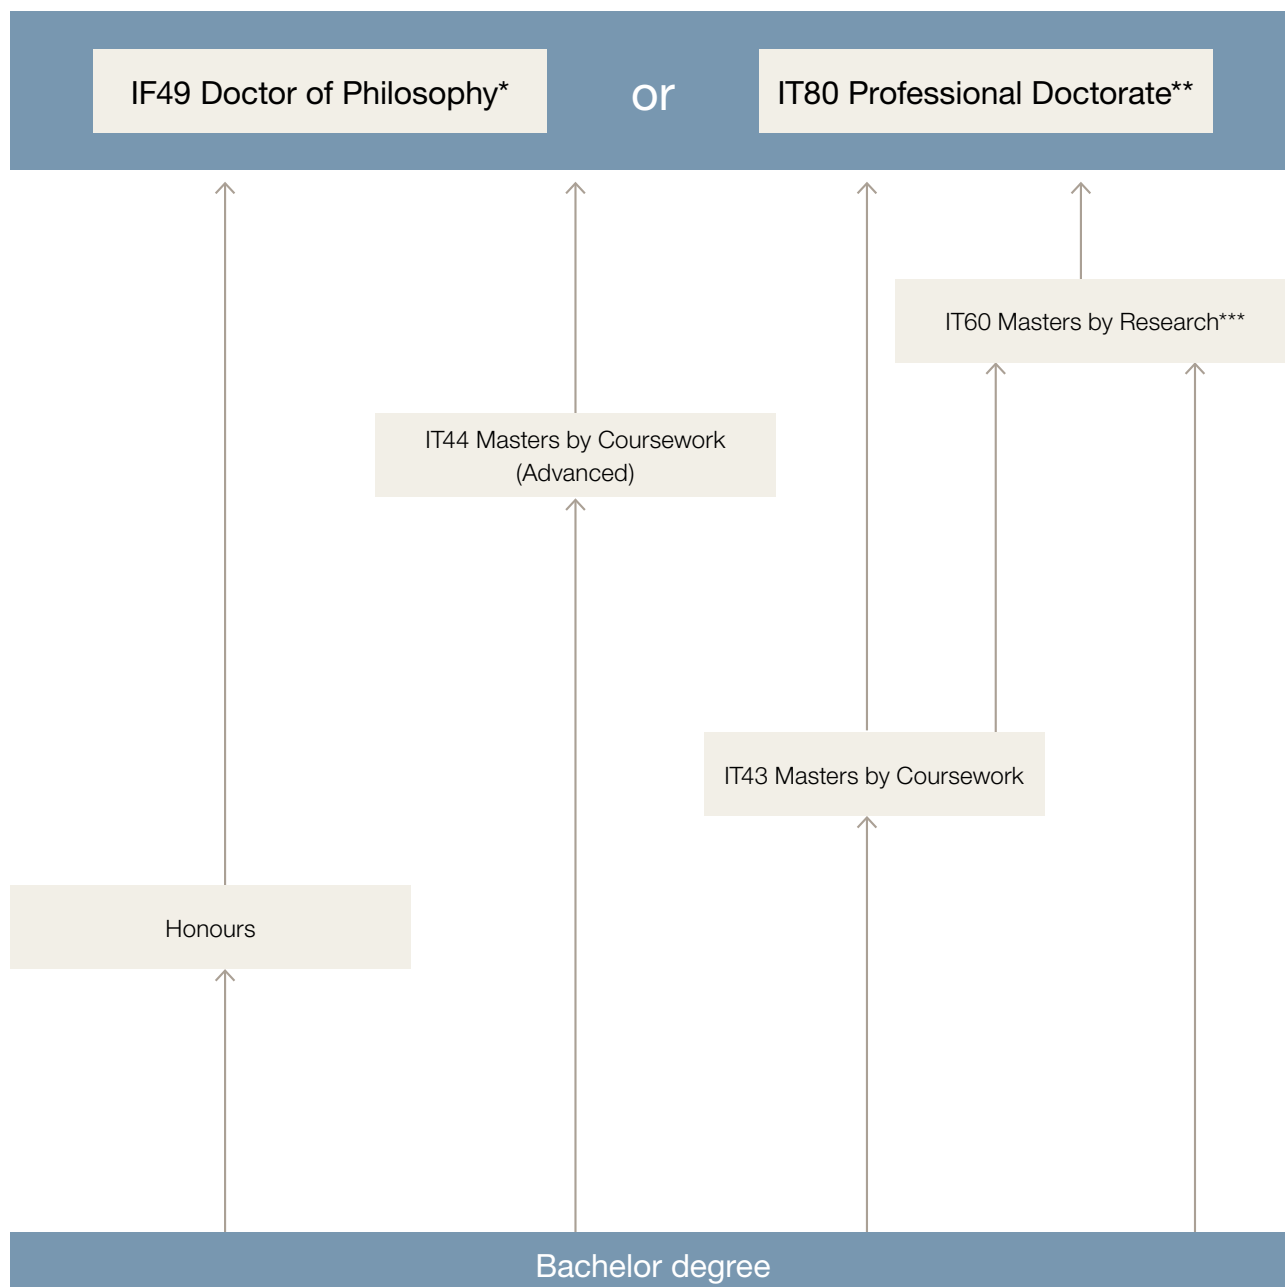 IF49 Doctor of Philosophy*
or
IT80 Professional Doctorate**
IT60 Masters by Research***
IT44 Masters by Coursework
(Advanced)
IT43 Masters by Coursework
Honours
Bachelor degree